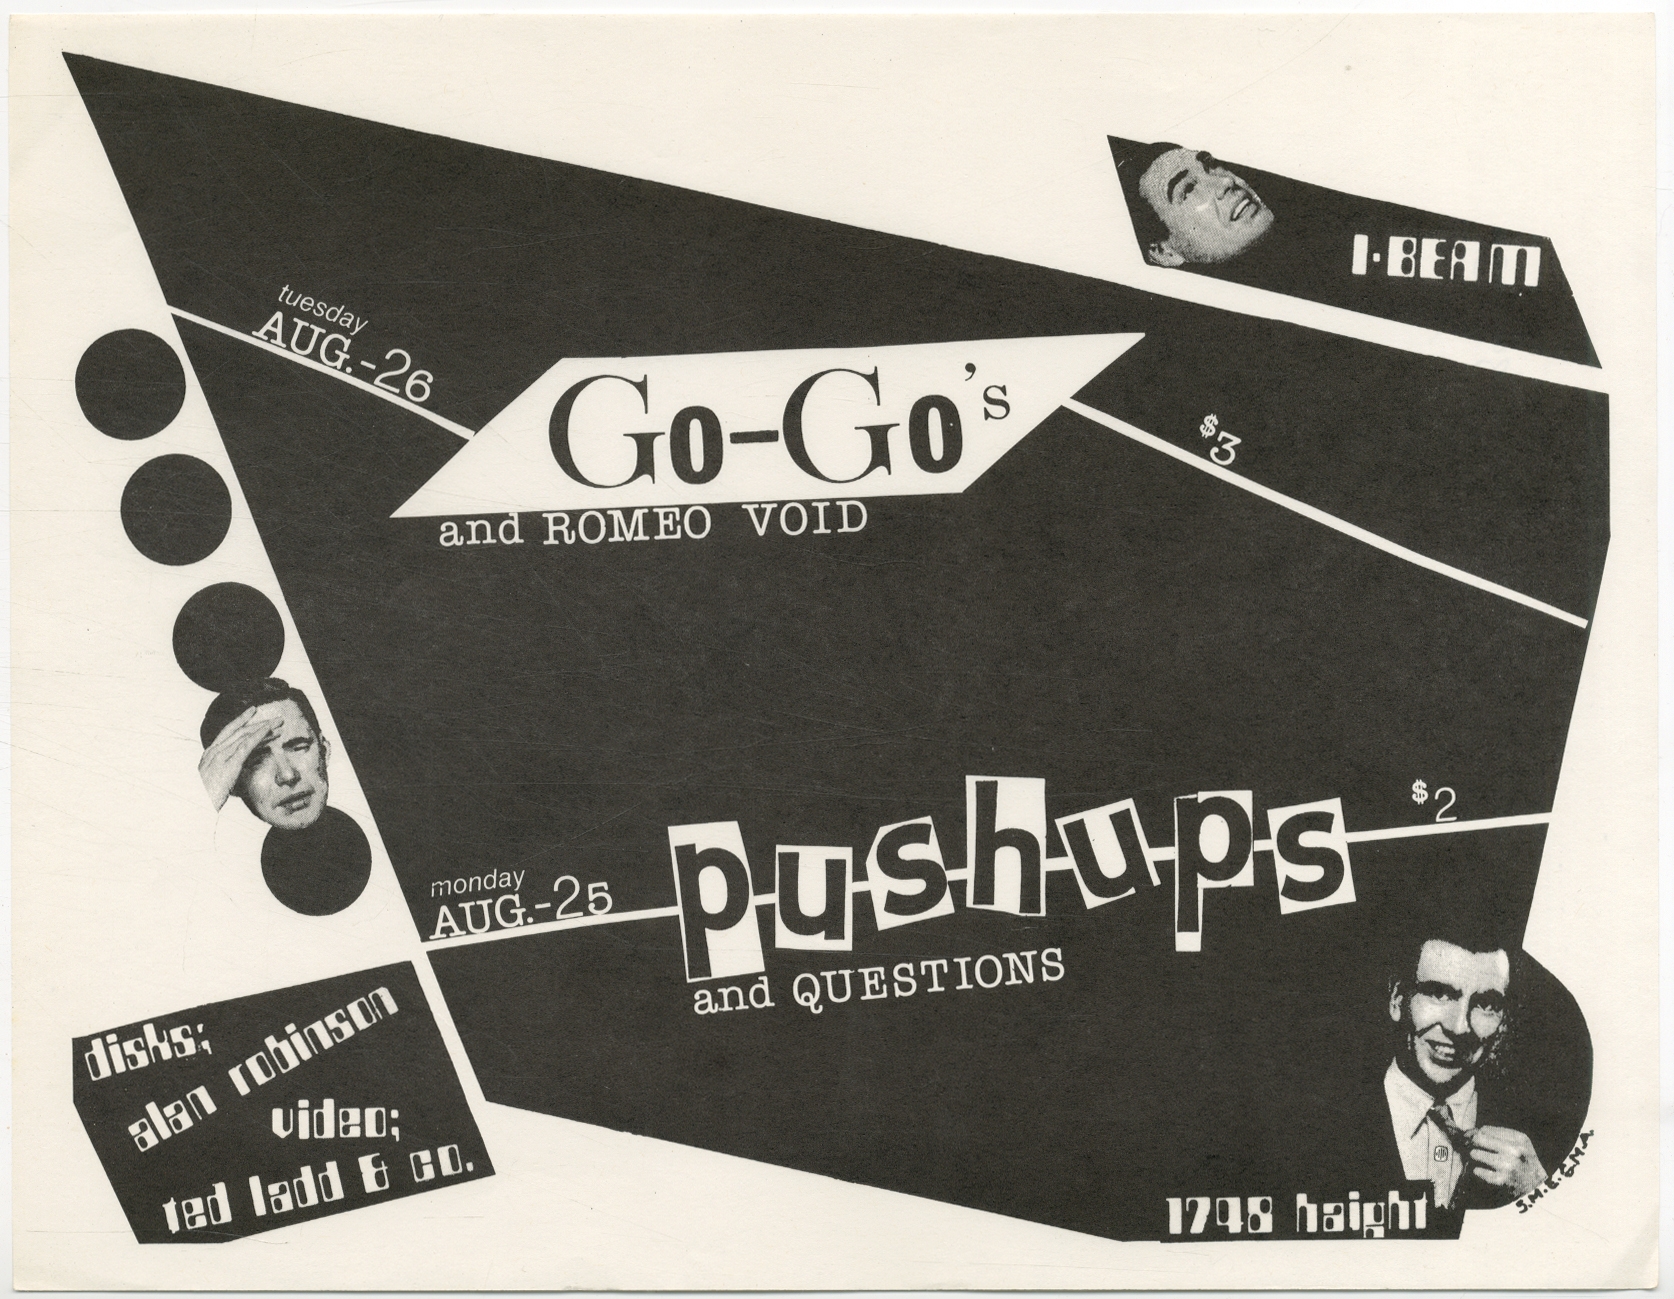 I-BEAM
tuesday
AUG.-26
Go-Go's
$3
and ROMEO VOID
$2
pushups
monday
AUG.-25
and QUESTIONS
disks;
alan robinson
video;
ted ladd & co.
1748 haight